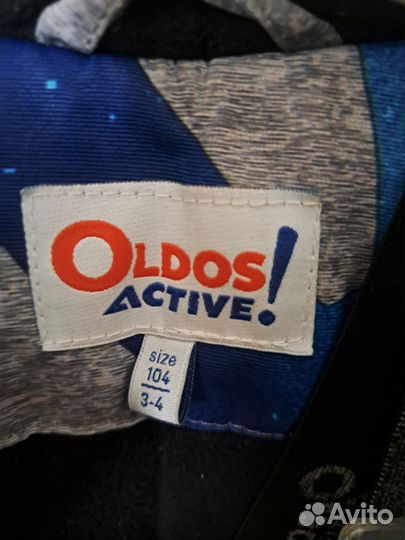 OLDOS
ACTIVE!
size
104
3-4
Avito